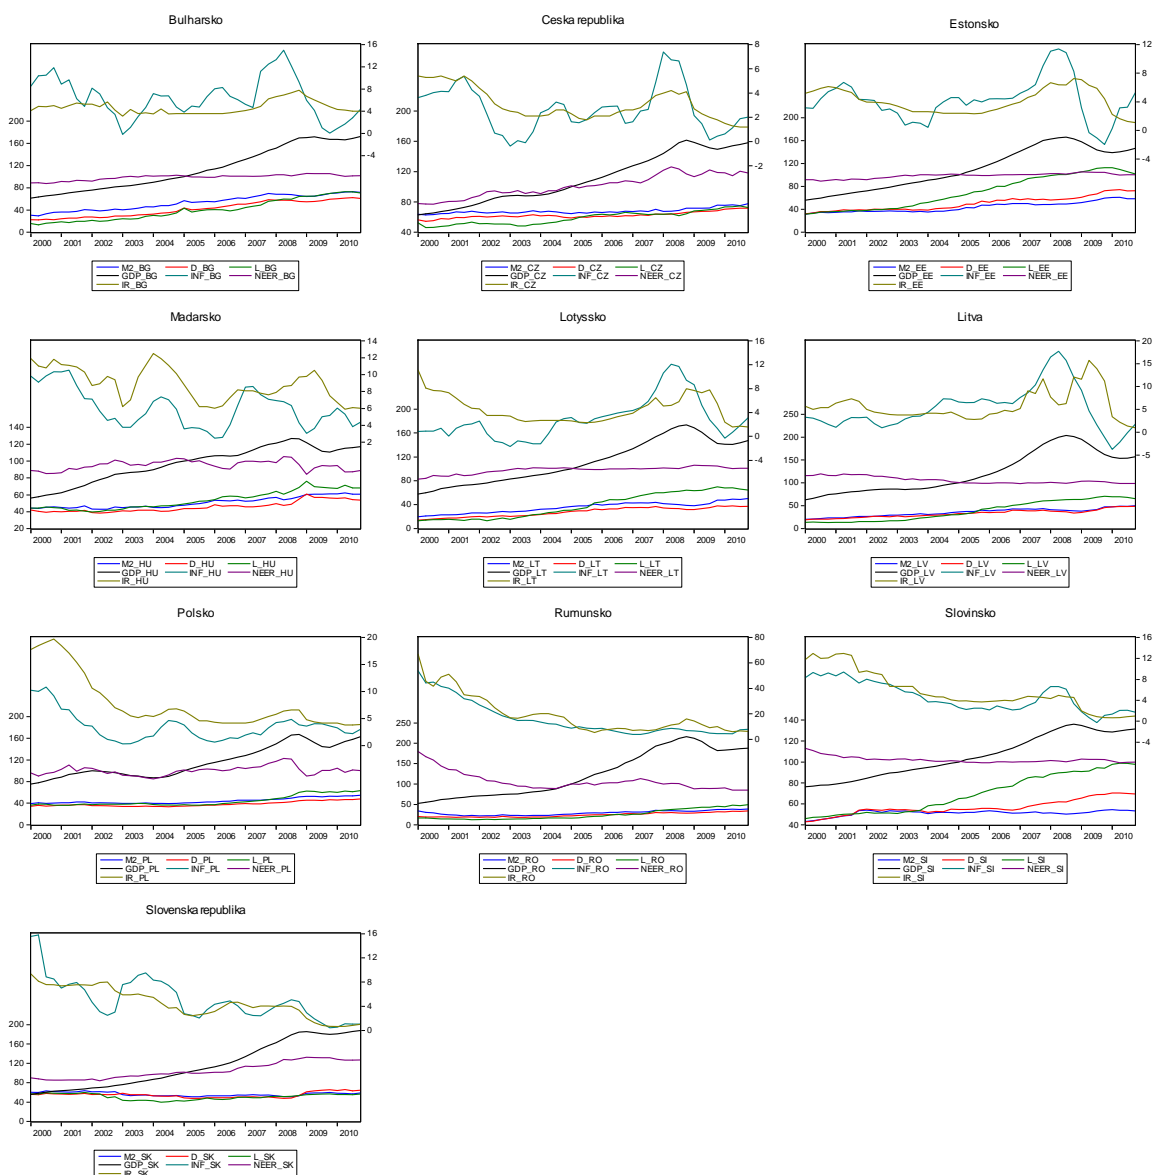 Bulharsko
16
12
8
4
0
-4
200
160
120
80
40
0
2000 2001 2002 2003 2004 2005 2006 2007 2008 2009 2010
M2_BG D_BG L_BG
GDP_BG INF_BG NEER_BG
IR_BG
Ceska republika
8
6
4
2
0
-2
200
160
120
80
40
2000 2001 2002 2003 2004 2005 2006 2007 2008 2009 2010
M2_CZ D_CZ L_CZ
GDP_CZ INF_CZ NEER_CZ
IR_CZ
Estonsko
12
8
4
0
-4
200
160
120
80
40
0
2000 2001 2002 2003 2004 2005 2006 2007 2008 2009 2010
M2_EE D_EE L_EE
GDP_EE INF_EE NEER_EE
IR_EE
Madarsko
14
12
10
8
6
4
2
140
120
100
80
60
40
20
2000 2001 2002 2003 2004 2005 2006 2007 2008 2009 2010
M2_HU D_HU L_HU
GDP_HU INF_HU NEER_HU
IR_HU
Lotyssko
16
12
8
4
0
-4
200
160
120
80
40
0
2000 2001 2002 2003 2004 2005 2006 2007 2008 2009 2010
M2_LT D_LT L_LT
GDP_LT INF_LT NEER_LT
IR_LT
Litva
20
15
10
5
0
-5
250
200
150
100
50
0
2000 2001 2002 2003 2004 2005 2006 2007 2008 2009 2010
M2_LV D_LV L_LV
GDP_LV INF_LV NEER_LV
IR_LV
Polsko
20
15
10
5
0
200
160
120
80
40
0
2000 2001 2002 2003 2004 2005 2006 2007 2008 2009 2010
M2_PL D_PL L_PL
GDP_PL INF_PL NEER_PL
IR_PL
Rumunsko
80
60
40
20
0
250
200
150
100
50
0
2000 2001 2002 2003 2004 2005 2006 2007 2008 2009 2010
M2_RO D_RO L_RO
GDP_RO INF_RO NEER_RO
IR_RO
Slovinsko
16
12
8
4
0
-4
140
120
100
80
60
40
2000 2001 2002 2003 2004 2005 2006 2007 2008 2009 2010
M2_SI D_SI L_SI
GDP_SI INF_SI NEER_SI
IR_SI
Slovenska republika
16
12
8
4
0
200
160
120
80
40
0
2000 2001 2002 2003 2004 2005 2006 2007 2008 2009 2010
M2_SK D_SK L_SK
GDP_SK INF_SK NEER_SK
IR_SK